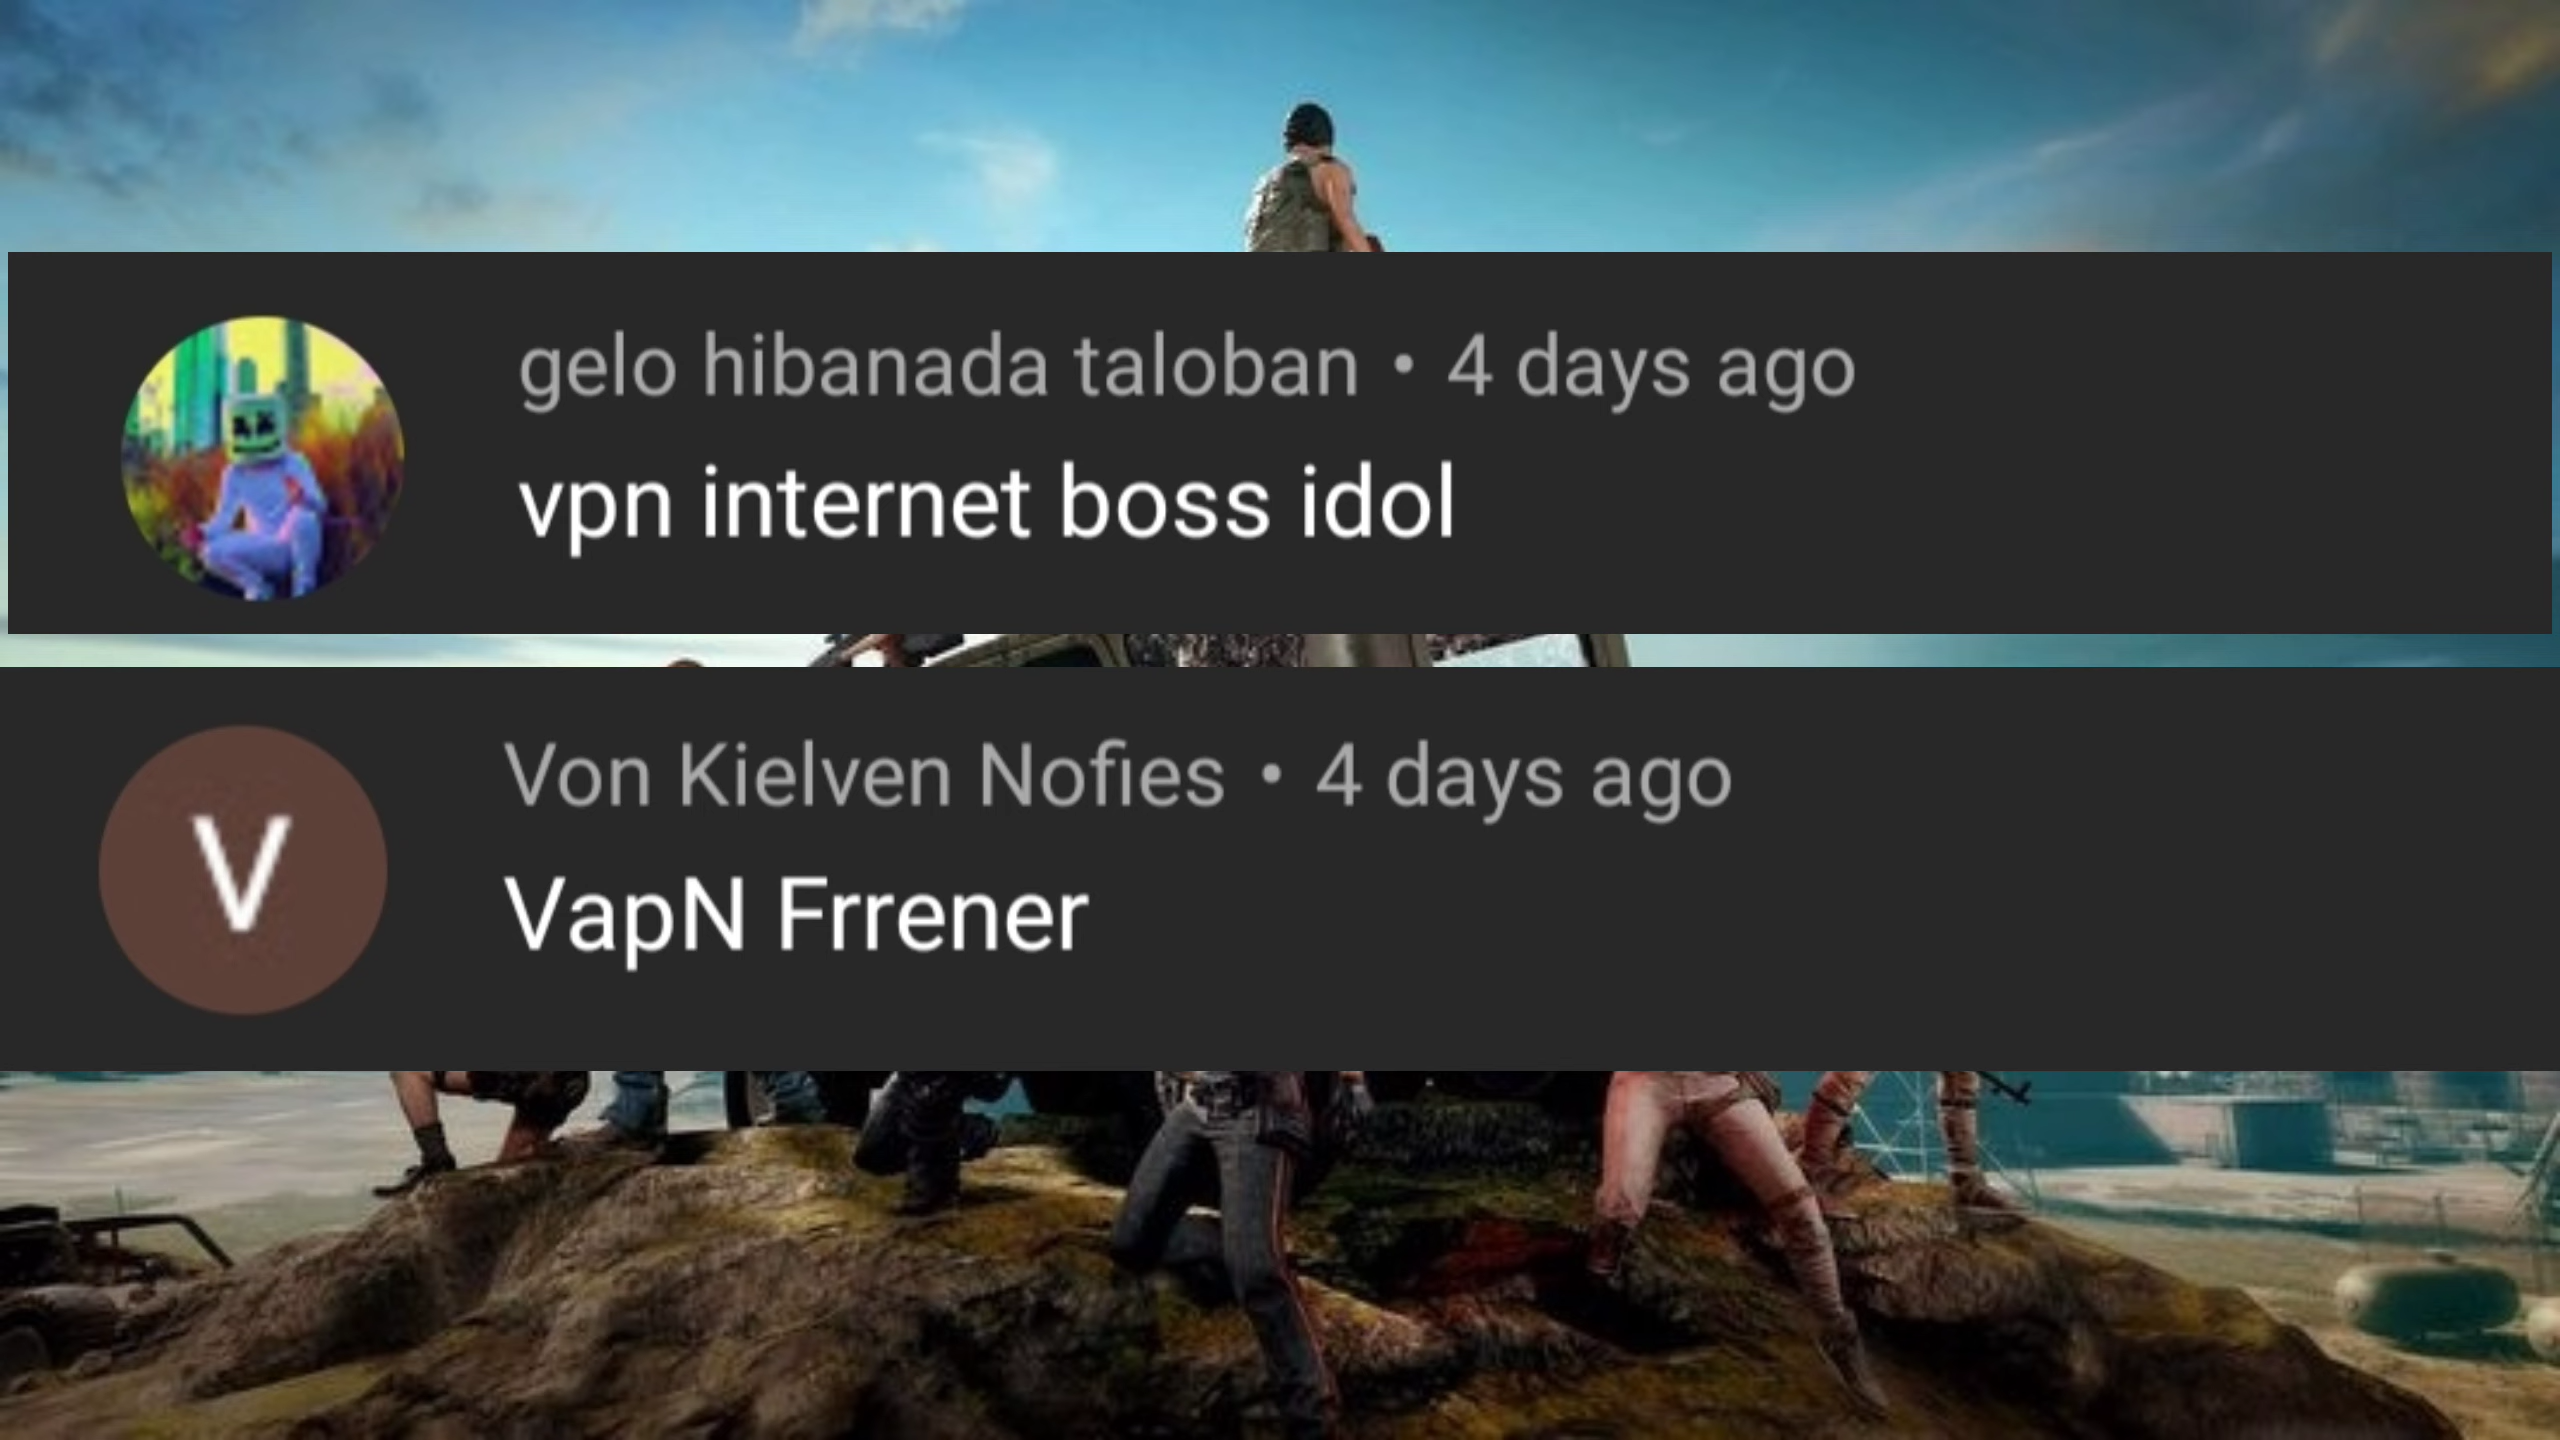 gelo hibanada taloban • 4 days ago
vpn internet boss idol
V
Von Kielven Nofies • 4 days ago
VapN Frrener